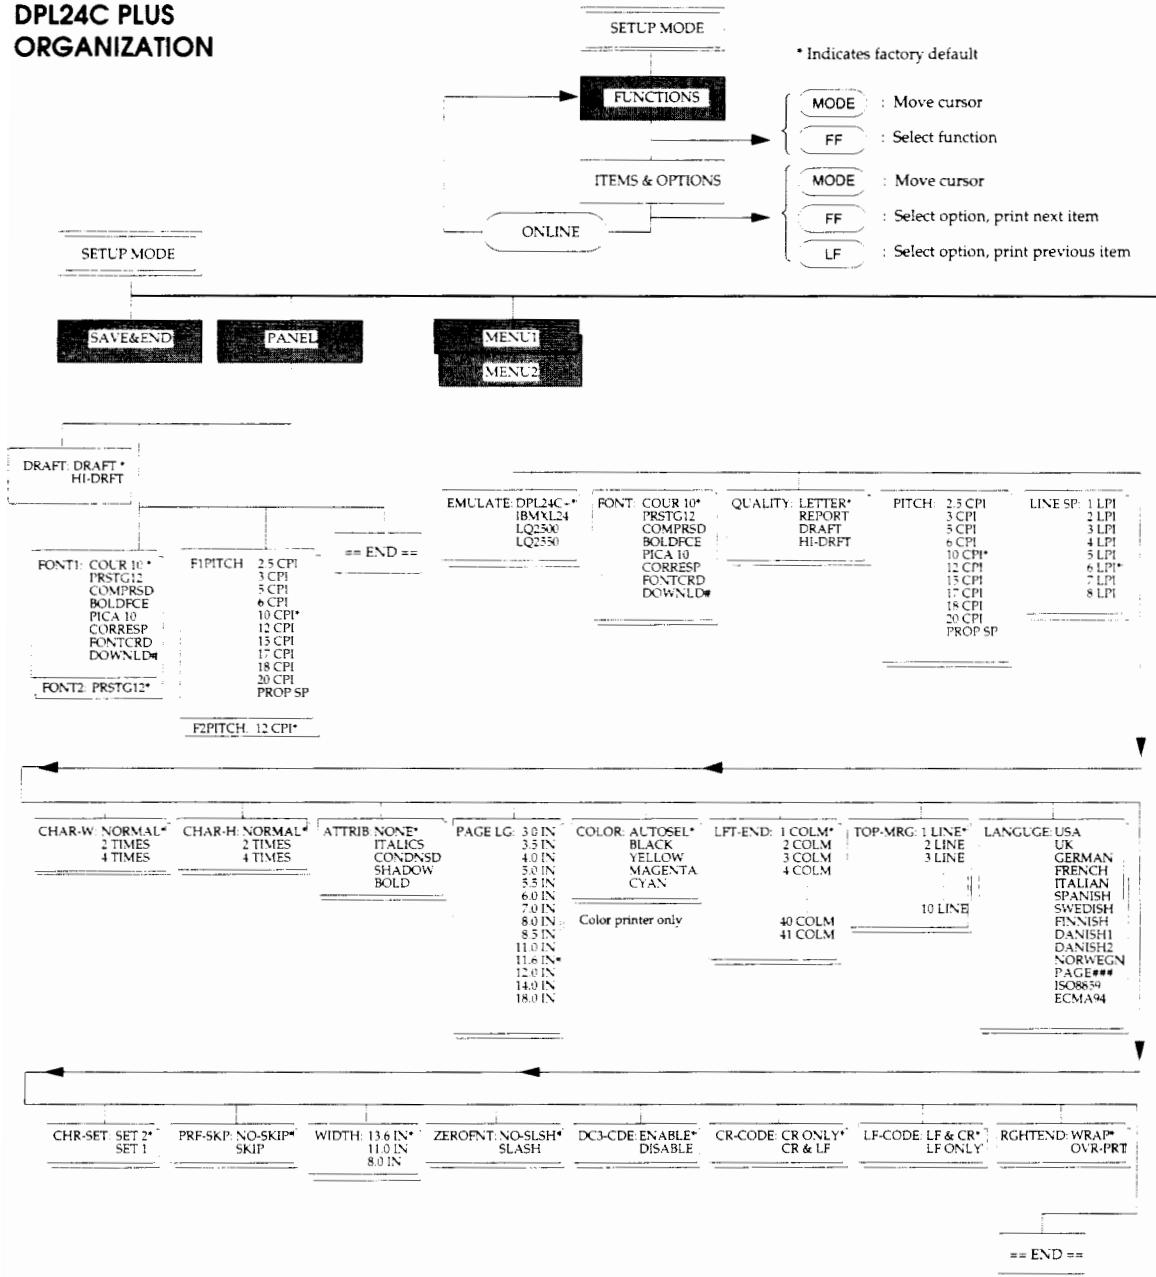 DPL24C PLUS
ORGANIZATION
SETUP MODE
* Indicates factory default
FUNCTIONS
MODE : Move cursor
FF : Select function
ITEMS & OPTIONS
MODE : Move cursor
FF : Select option, print next item
LF : Select option, print previous item
ONLINE
SETUP MODE
SAVE&END
PANEL
MENU1
MENU2
DRAFT: DRAFT *
HI-DRFT
FONT1: COUR 10 *
PRSTG12
COMPRSD
BOLDFCE
PICA 10
CORRESP
FONTCRD
DOWNLD#
FONT2: PRSTG12*
F1PITCH 2.5 CPI
3 CPI
5 CPI
6 CPI
10 CPI*
12 CPI
15 CPI
17 CPI
18 CPI
20 CPI
PROP SP
F2PITCH. 12 CPI*
== END ==
EMULATE: DPL24C+*
IBMXL24
LQ2500
LQ2550
FONT: COUR 10*
PRSTG12
COMPRSD
BOLDFCE
PICA 10
CORRESP
FONTCRD
DOWNLD#
QUALITY: LETTER*
REPORT
DRAFT
HI-DRFT
PITCH: 2.5 CPI
3 CPI
5 CPI
6 CPI
10 CPI*
12 CPI
15 CPI
17 CPI
18 CPI
20 CPI
PROP SP
LINE SP: 1 LPI
2 LPI
3 LPI
4 LPI
5 LPI
6 LPI*
7 LPI
8 LPI
CHAR-W: NORMAL*
2 TIMES
4 TIMES
CHAR-H: NORMAL*
2 TIMES
4 TIMES
ATTRIB: NONE*
ITALICS
CONDNSD
SHADOW
BOLD
PAGE LG: 3.0 IN
3.5 IN
4.0 IN
5.0 IN
5.5 IN
6.0 IN
7.0 IN
8.0 IN
8.5 IN
11.0 IN
11.6 IN*
12.0 IN
14.0 IN
18.0 IN
COLOR: AUTOSEL*
BLACK
YELLOW
MAGENTA
CYAN
Color printer only
LFT-END: 1 COLM*
2 COLM
3 COLM
4 COLM
40 COLM
41 COLM
TOP-MRG: 1 LINE*
2 LINE
3 LINE
10 LINE
LANGUGE: USA
UK
GERMAN
FRENCH
ITALIAN
SPANISH
SWEDISH
FINNISH
DANISH1
DANISH2
NORWEGN
PAGE###
ISO8859
ECMA94
CHR-SET: SET 2*
SET 1
PRF-SKP: NO-SKIP*
SKIP
WIDTH: 13.6 IN*
11.0 IN
8.0 IN
ZEROFNT: NO-SLSH*
SLASH
DC3-CDE: ENABLE*
DISABLE
CR-CODE: CR ONLY*
CR & LF
LF-CODE: LF & CR*
LF ONLY
RGHTEND: WRAP*
OVR-PRT
== END ==